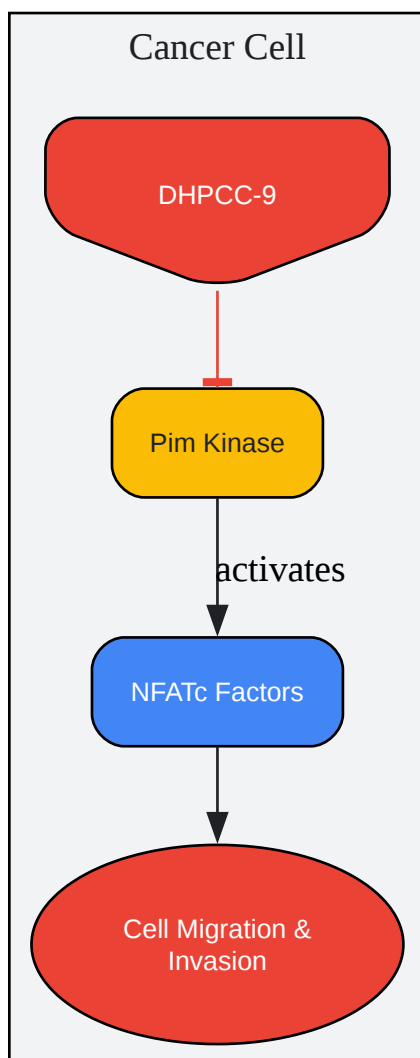 Cancer Cell
DHPCC-9
Pim Kinase
activates
NFATc Factors
Cell Migration &
Invasion